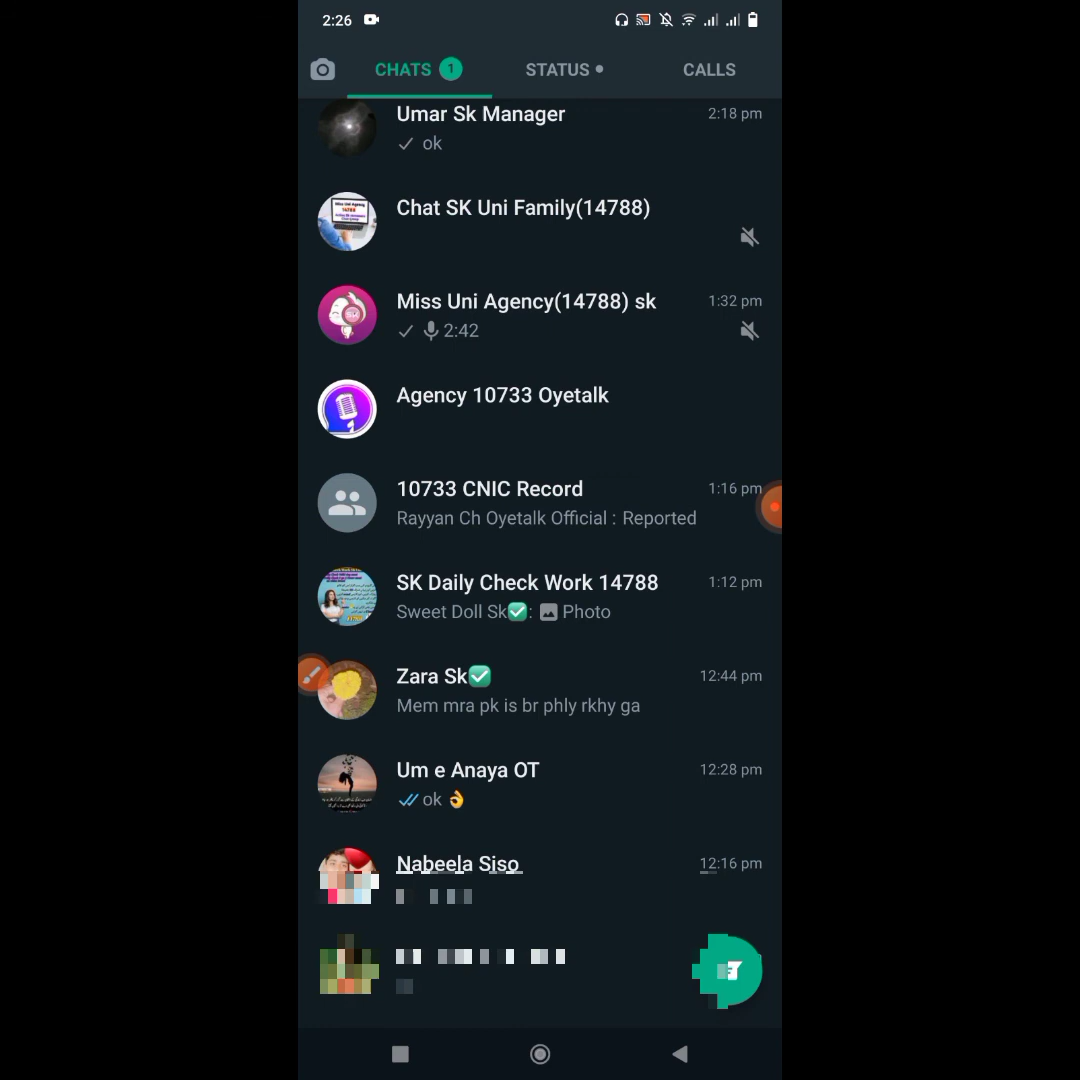 2:26
CHATS 1
STATUS
CALLS
Umar Sk Manager 2:18 pm
ok
Chat SK Uni Family(14788)
Miss Uni Agency(14788) sk 1:32 pm
2:42
Agency 10733 Oyetalk
10733 CNIC Record 1:16 pm
Rayyan Ch Oyetalk Official : Reported
SK Daily Check Work 14788 1:12 pm
Sweet Doll Sk✅: Photo
Zara Sk✅ 12:44 pm
Mem mra pk is br phly rkhy ga
Um e Anaya OT 12:28 pm
ok 👌
Nabeela Siso 12:16 pm